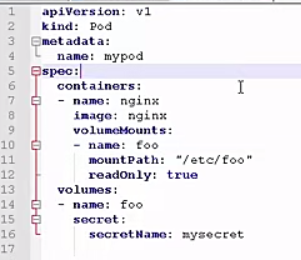 1 apiVersion: v1
2 kind: Pod
3 metadata:
4   name: mypod
5 spec:
6   containers:
7   - name: nginx
8     image: nginx
9     volumeMounts:
10     - name: foo
11       mountPath: "/etc/foo"
12       readOnly: true
13   volumes:
14   - name: foo
15     secret:
16       secretName: mysecret
17